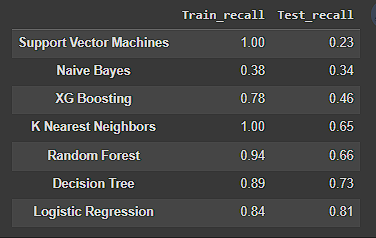 Train_recall Test_recall
Support Vector Machines 1.00 0.23
Naive Bayes 0.38 0.34
XG Boosting 0.78 0.46
K Nearest Neighbors 1.00 0.65
Random Forest 0.94 0.66
Decision Tree 0.89 0.73
Logistic Regression 0.84 0.81